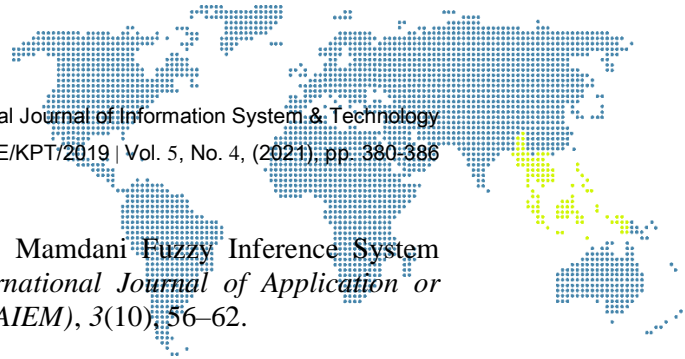 al Journal of Information System & Technology
E/KPT/2019 | Vol. 5, No. 4, (2021), pp. 380-386
Mamdani Fuzzy Inference System
ernational Journal of Application or
AIEM), 3(10), 56–62.